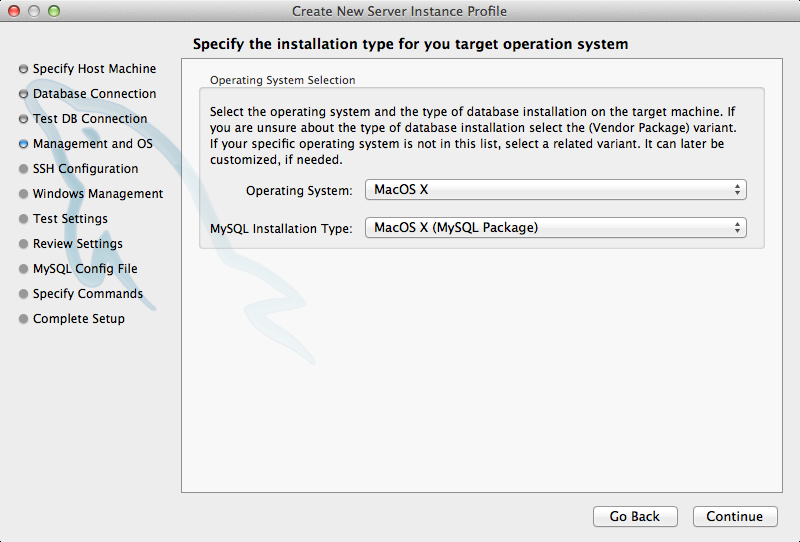 Create New Server Instance Profile
Specify the installation type for you target operation system
Specify Host Machine
Database Connection
Test DB Connection
Management and OS
SSH Configuration
Windows Management
Test Settings
Review Settings
MySQL Config File
Specify Commands
Complete Setup
Operating System Selection
Select the operating system and the type of database installation on the target machine. If
you are unsure about the type of database installation select the (Vendor Package) variant.
If your specific operating system is not in this list, select a related variant. It can later be
customized, if needed.
Operating System: MacOS X
MySQL Installation Type: MacOS X (MySQL Package)
Go Back Continue